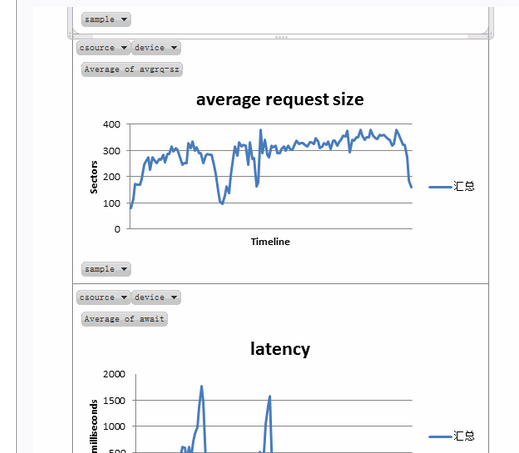 sample
csource device
Average of avgrq-sz
average request size
400
300
200
100
0
Sectors
汇总
Timeline
sample
csource device
Average of await
latency
2000
1500
1000
500
milliseconds
汇总